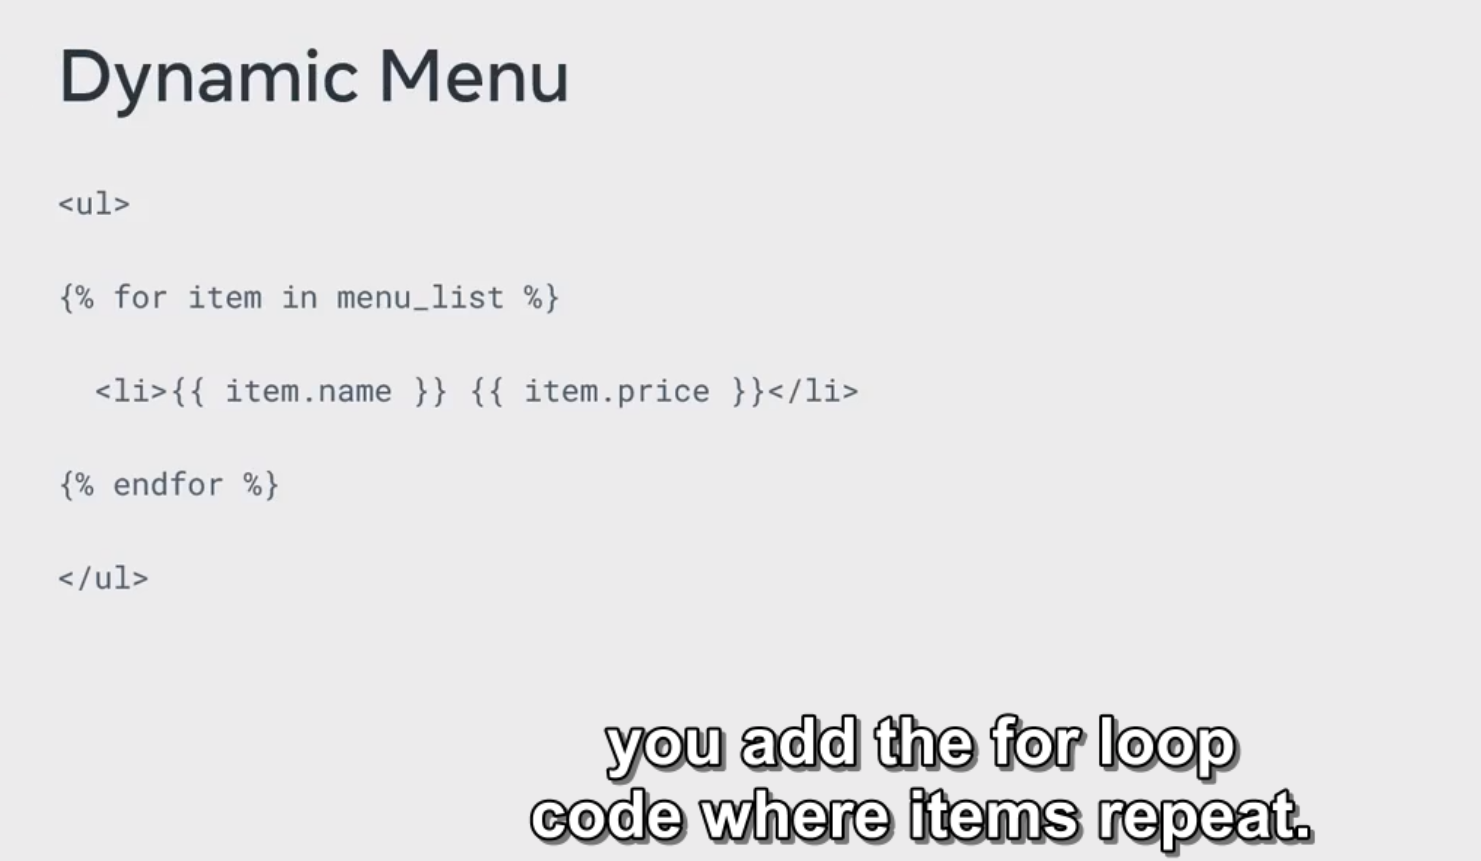 Dynamic Menu
<ul>
{% for item in menu_list %}
<li>{{ item.name }} {{ item.price }}</li>
{% endfor %}
</ul>
you add the for loop
code where items repeat.